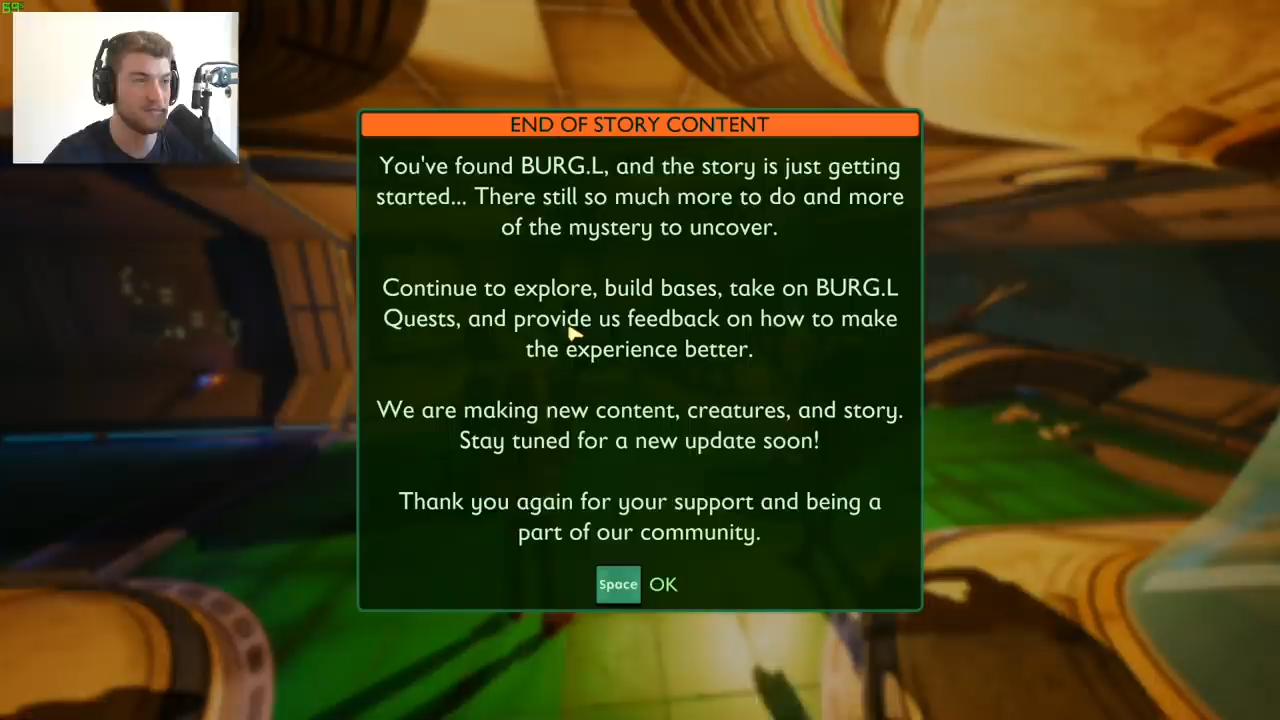 59
END OF STORY CONTENT
You've found BURG.L, and the story is just getting
started... There still so much more to do and more
of the mystery to uncover.
Continue to explore, build bases, take on BURG.L
Quests, and provide us feedback on how to make
the experience better.
We are making new content, creatures, and story.
Stay tuned for a new update soon!
Thank you again for your support and being a
part of our community.
Space OK